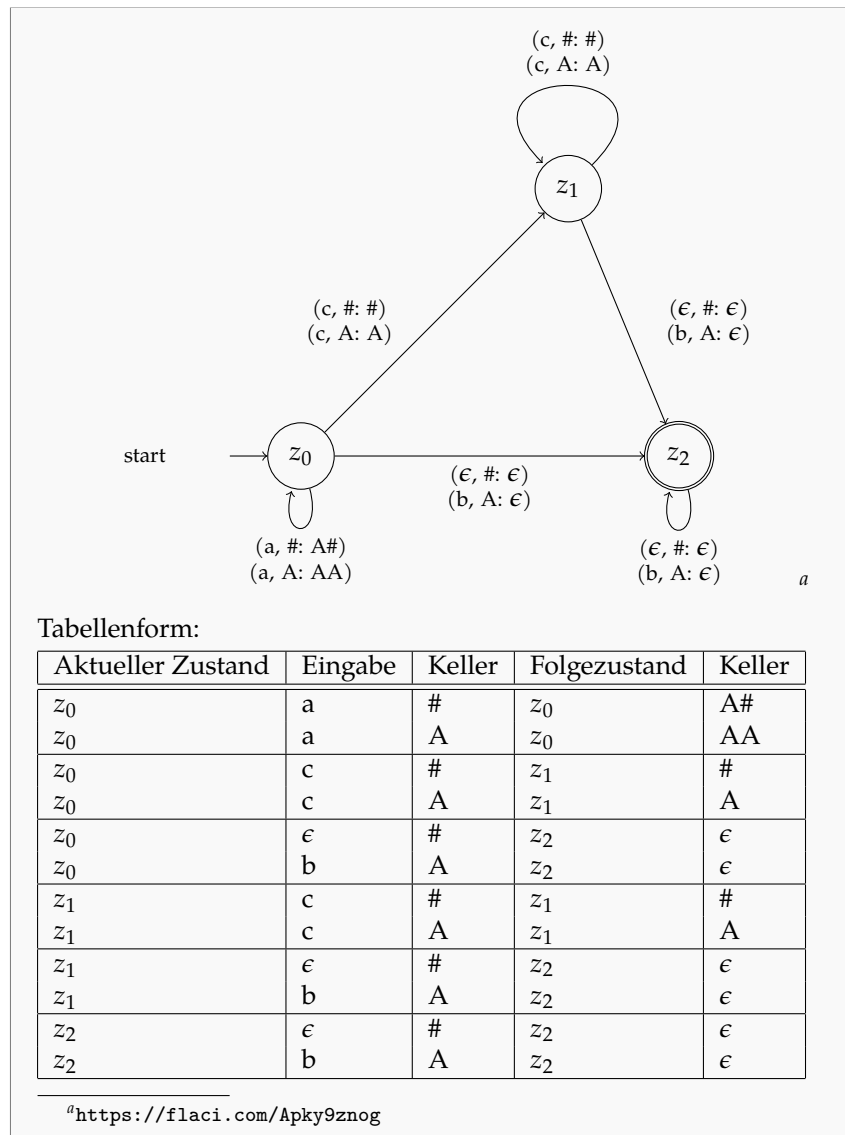 (c, #: #)
(c, A: A)
z1
(c, #: #)
(c, A: A)
(ϵ, #: ϵ)
(b, A: ϵ)
start
z0
z2
(ϵ, #: ϵ)
(b, A: ϵ)
(a, #: A#)
(a, A: AA)
(ϵ, #: ϵ)
(b, A: ϵ)
a
Tabellenform:
Aktueller Zustand Eingabe Keller Folgezustand Keller
z0 a # z0 A#
z0 a A z0 AA
z0 c # z1 #
z0 c A z1 A
z0 ϵ # z2 ϵ
z0 b A z2 ϵ
z1 c # z1 #
z1 c A z1 A
z1 ϵ # z2 ϵ
z1 b A z2 ϵ
z2 ϵ # z2 ϵ
z2 b A z2 ϵ
a https://flaci.com/Apky9znog